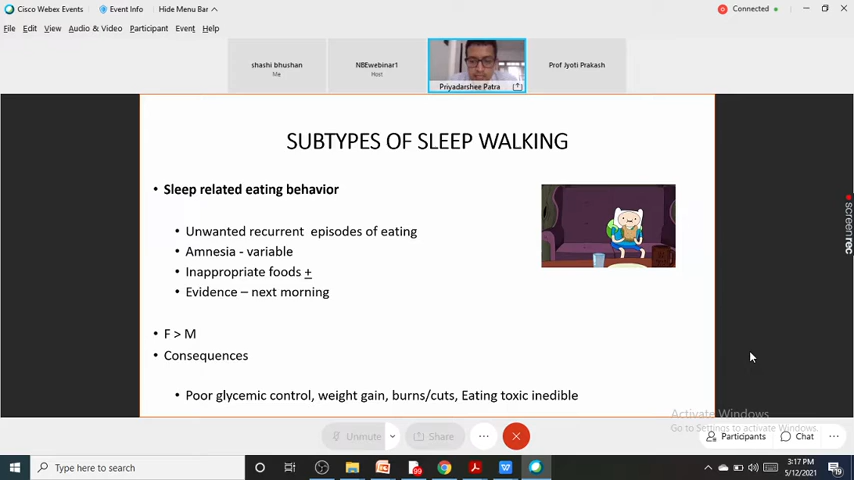 Cisco Webex Events
Event Info
Hide Menu Bar
Connected
File Edit View Audio & Video Participant Event Help
shashi bhushan
Me
NBEwebinar1
Host
Priyadarshee Patra
Prof Jyoti Prakash
SUBTYPES OF SLEEP WALKING
• Sleep related eating behavior
• Unwanted recurrent episodes of eating
• Amnesia - variable
• Inappropriate foods +
• Evidence – next morning
• F > M
• Consequences
• Poor glycemic control, weight gain, burns/cuts, Eating toxic inedible
screenrec
Activate Windows
Go to Settings to activate Windows.
Unmute
Share
Participants
Chat
Type here to search
99
3:17 PM
5/12/2021
19